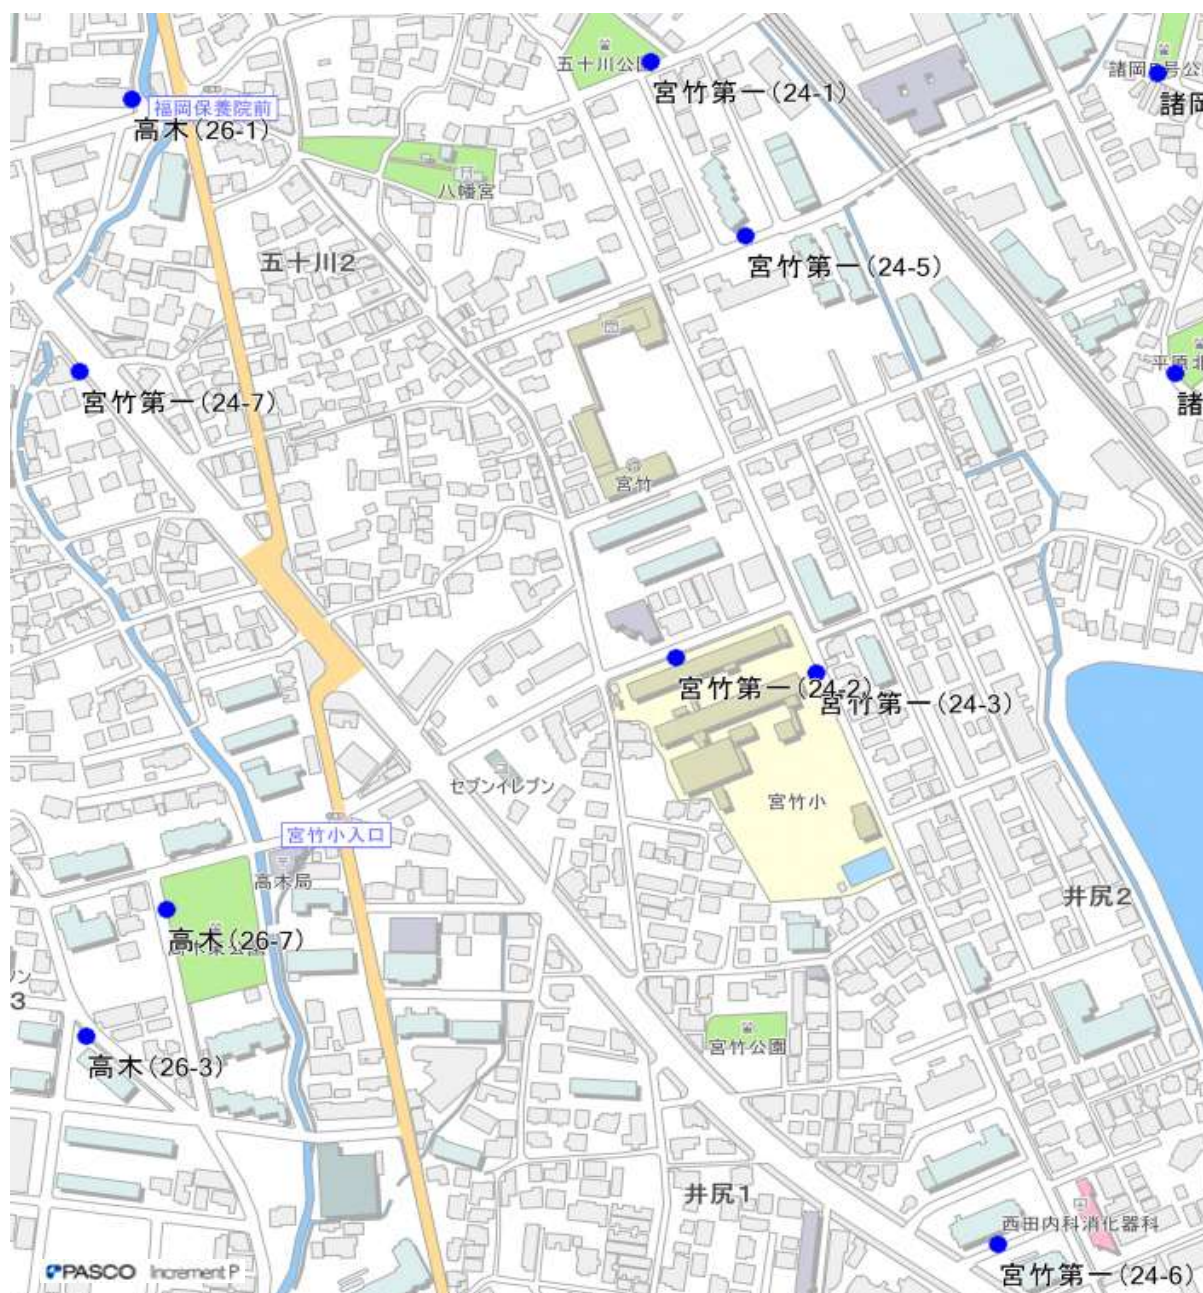 五十川公園
宮竹第一(24-1)
諸岡
福岡保養院前
高木(26-1)
八幡宮
五十川2
宮竹第一(24-5)
宮竹第一(24-7)
平原北
諸
宮竹
宮竹第一(24-2)
宮竹第一(24-3)
セブンイレブン
宮竹小
宮竹小入口
高木局
井尻2
高木(26-7)
3
宮竹公園
高木(26-3)
井尻1
西田内科消化器科
宮竹第一(24-6)
PASCO Increment P